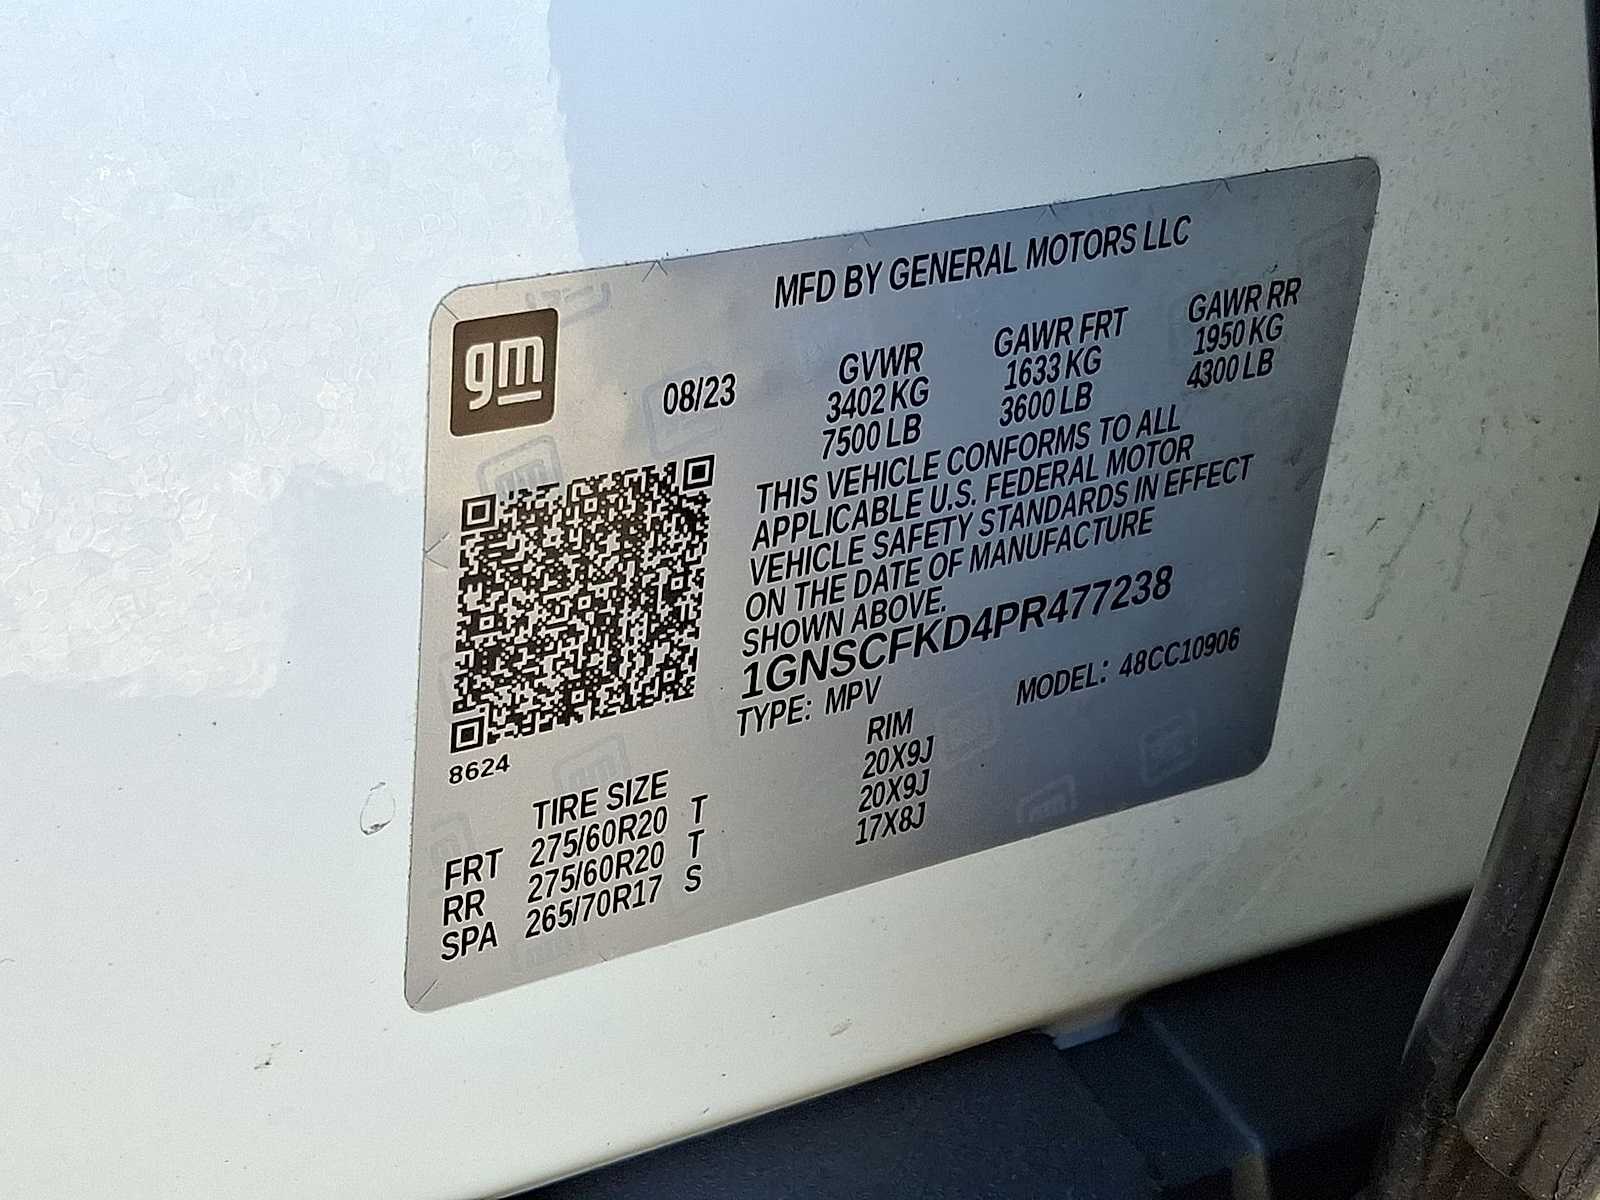 MFD BY GENERAL MOTORS LLC
gm
08/23
GVWR
3402 KG
7500 LB
GAWR FRT
1633 KG
3600 LB
GAWR RR
1950 KG
4300 LB
THIS VEHICLE CONFORMS TO ALL
APPLICABLE U.S. FEDERAL MOTOR
VEHICLE SAFETY STANDARDS IN EFFECT
ON THE DATE OF MANUFACTURE
SHOWN ABOVE.
1GNSCFKD4PR477238
TYPE: MPV MODEL: 48CC10906
8624
TIRE SIZE RIM
FRT 275/60R20 T 20X9J
RR 275/60R20 T 20X9J
SPA 265/70R17 S 17X8J